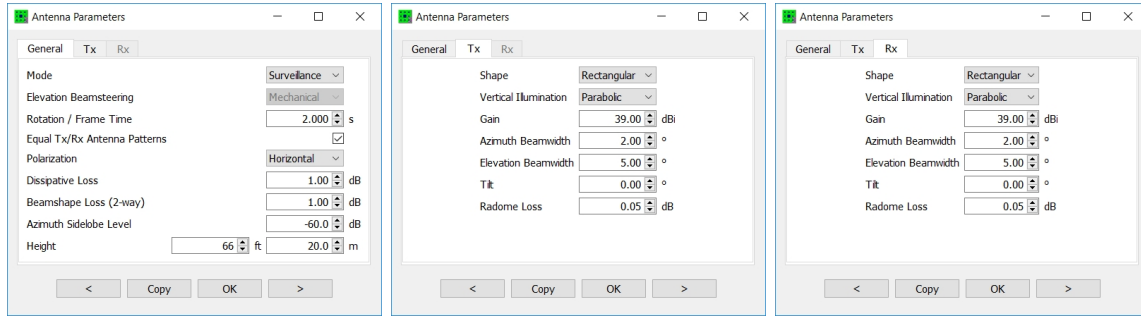 Antenna Parameters
General Tx Rx
Mode Surveillance
Elevation Beamsteering Mechanical
Rotation / Frame Time 2.000 s
Equal Tx/Rx Antenna Patterns
Polarization Horizontal
Dissipative Loss 1.00 dB
Beamshape Loss (2-way) 1.00 dB
Azimuth Sidelobe Level -60.0 dB
Height 66 ft 20.0 m
< Copy OK >
Antenna Parameters
General Tx Rx
Shape Rectangular
Vertical Illumination Parabolic
Gain 39.00 dBi
Azimuth Beamwidth 2.00 °
Elevation Beamwidth 5.00 °
Tilt 0.00 °
Radome Loss 0.05 dB
< Copy OK >
Antenna Parameters
General Tx Rx
Shape Rectangular
Vertical Illumination Parabolic
Gain 39.00 dBi
Azimuth Beamwidth 2.00 °
Elevation Beamwidth 5.00 °
Tilt 0.00 °
Radome Loss 0.05 dB
< Copy OK >